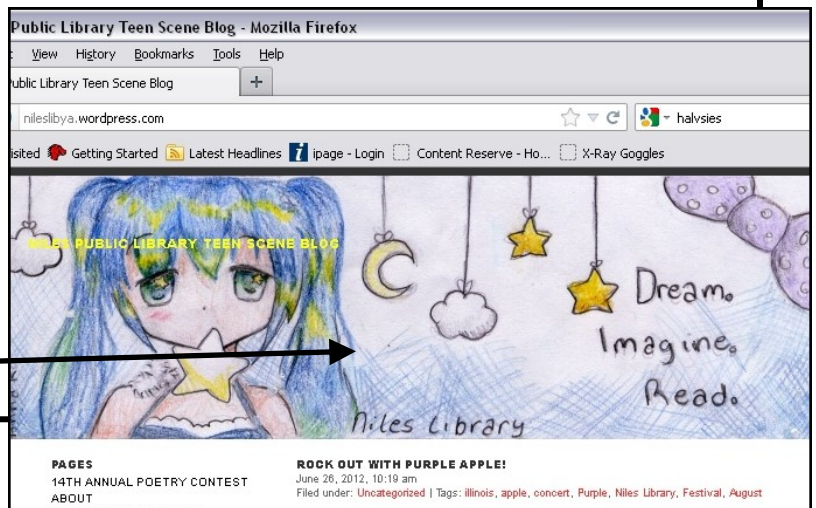 Public Library Teen Scene Blog - Mozilla Firefox
View History Bookmarks Tools Help
Public Library Teen Scene Blog +
nileslibya.wordpress.com halvsies
isited Getting Started Latest Headlines ipage - Login Content Reserve - Ho... X-Ray Goggles
NILES PUBLIC LIBRARY TEEN SCENE BLOG
Dream.
Imagine.
Read.
Niles Library
PAGES
14TH ANNUAL POETRY CONTEST
ABOUT
ROCK OUT WITH PURPLE APPLE!
June 26, 2012, 10:19 am
Filed under: Uncategorized | Tags: illinois, apple, concert, Purple, Niles Library, Festival, August